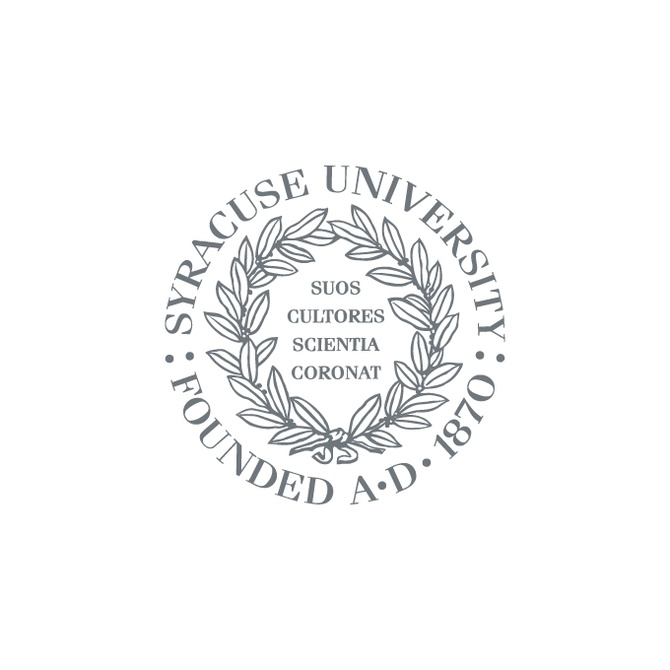 SYRACUSE UNIVERSITY
SUOS
CULTORES
SCIENTIA
CORONAT
: FOUNDED A·D· 1870 :